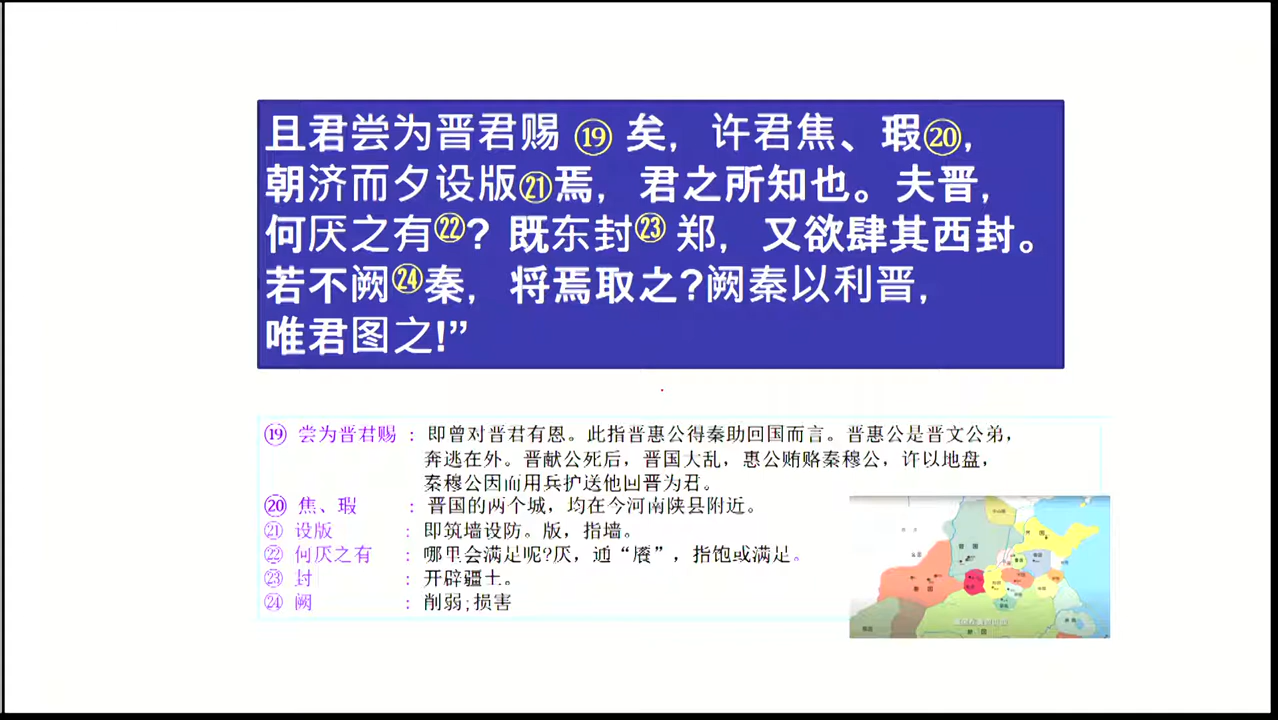 且君尝为晋君赐 ⑲ 矣，许君焦、瑕⑳，
朝济而夕设版㉑焉，君之所知也。夫晋，
何厌之有㉒? 既东封㉓ 郑，又欲肆其西封。
若不阙㉔秦，将焉取之?阙秦以利晋，
唯君图之!”
⑲ 尝为晋君赐 : 即曾对晋君有恩。此指晋惠公得秦助回国而言。晋惠公是晋文公弟，
奔逃在外。晋献公死后，晋国大乱，惠公贿赂秦穆公，许以地盘，
秦穆公因而用兵护送他回晋为君。
⑳ 焦、瑕 : 晋国的两个城，均在今河南陕县附近。
㉑ 设版 : 即筑墙设防。版，指墙。
㉒ 何厌之有 : 哪里会满足呢?厌，通“餍”，指饱或满足。
㉓ 封 : 开辟疆土。
㉔ 阙 : 削弱;损害
晋 国
秦 国
楚 国